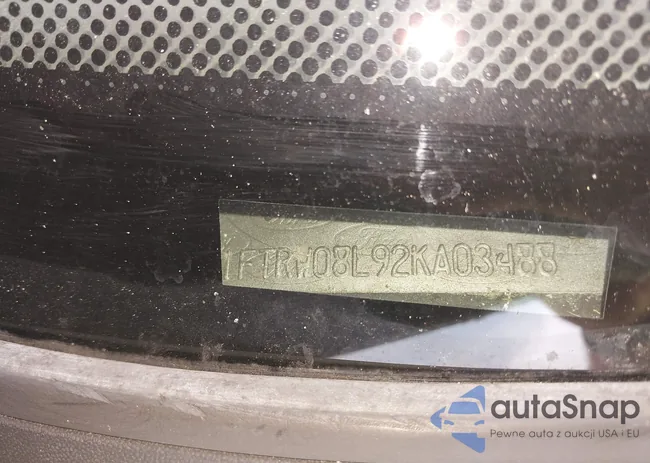 1FTRW08L92KA03488
autaSnap
Pewne auta z aukcji USA i EU